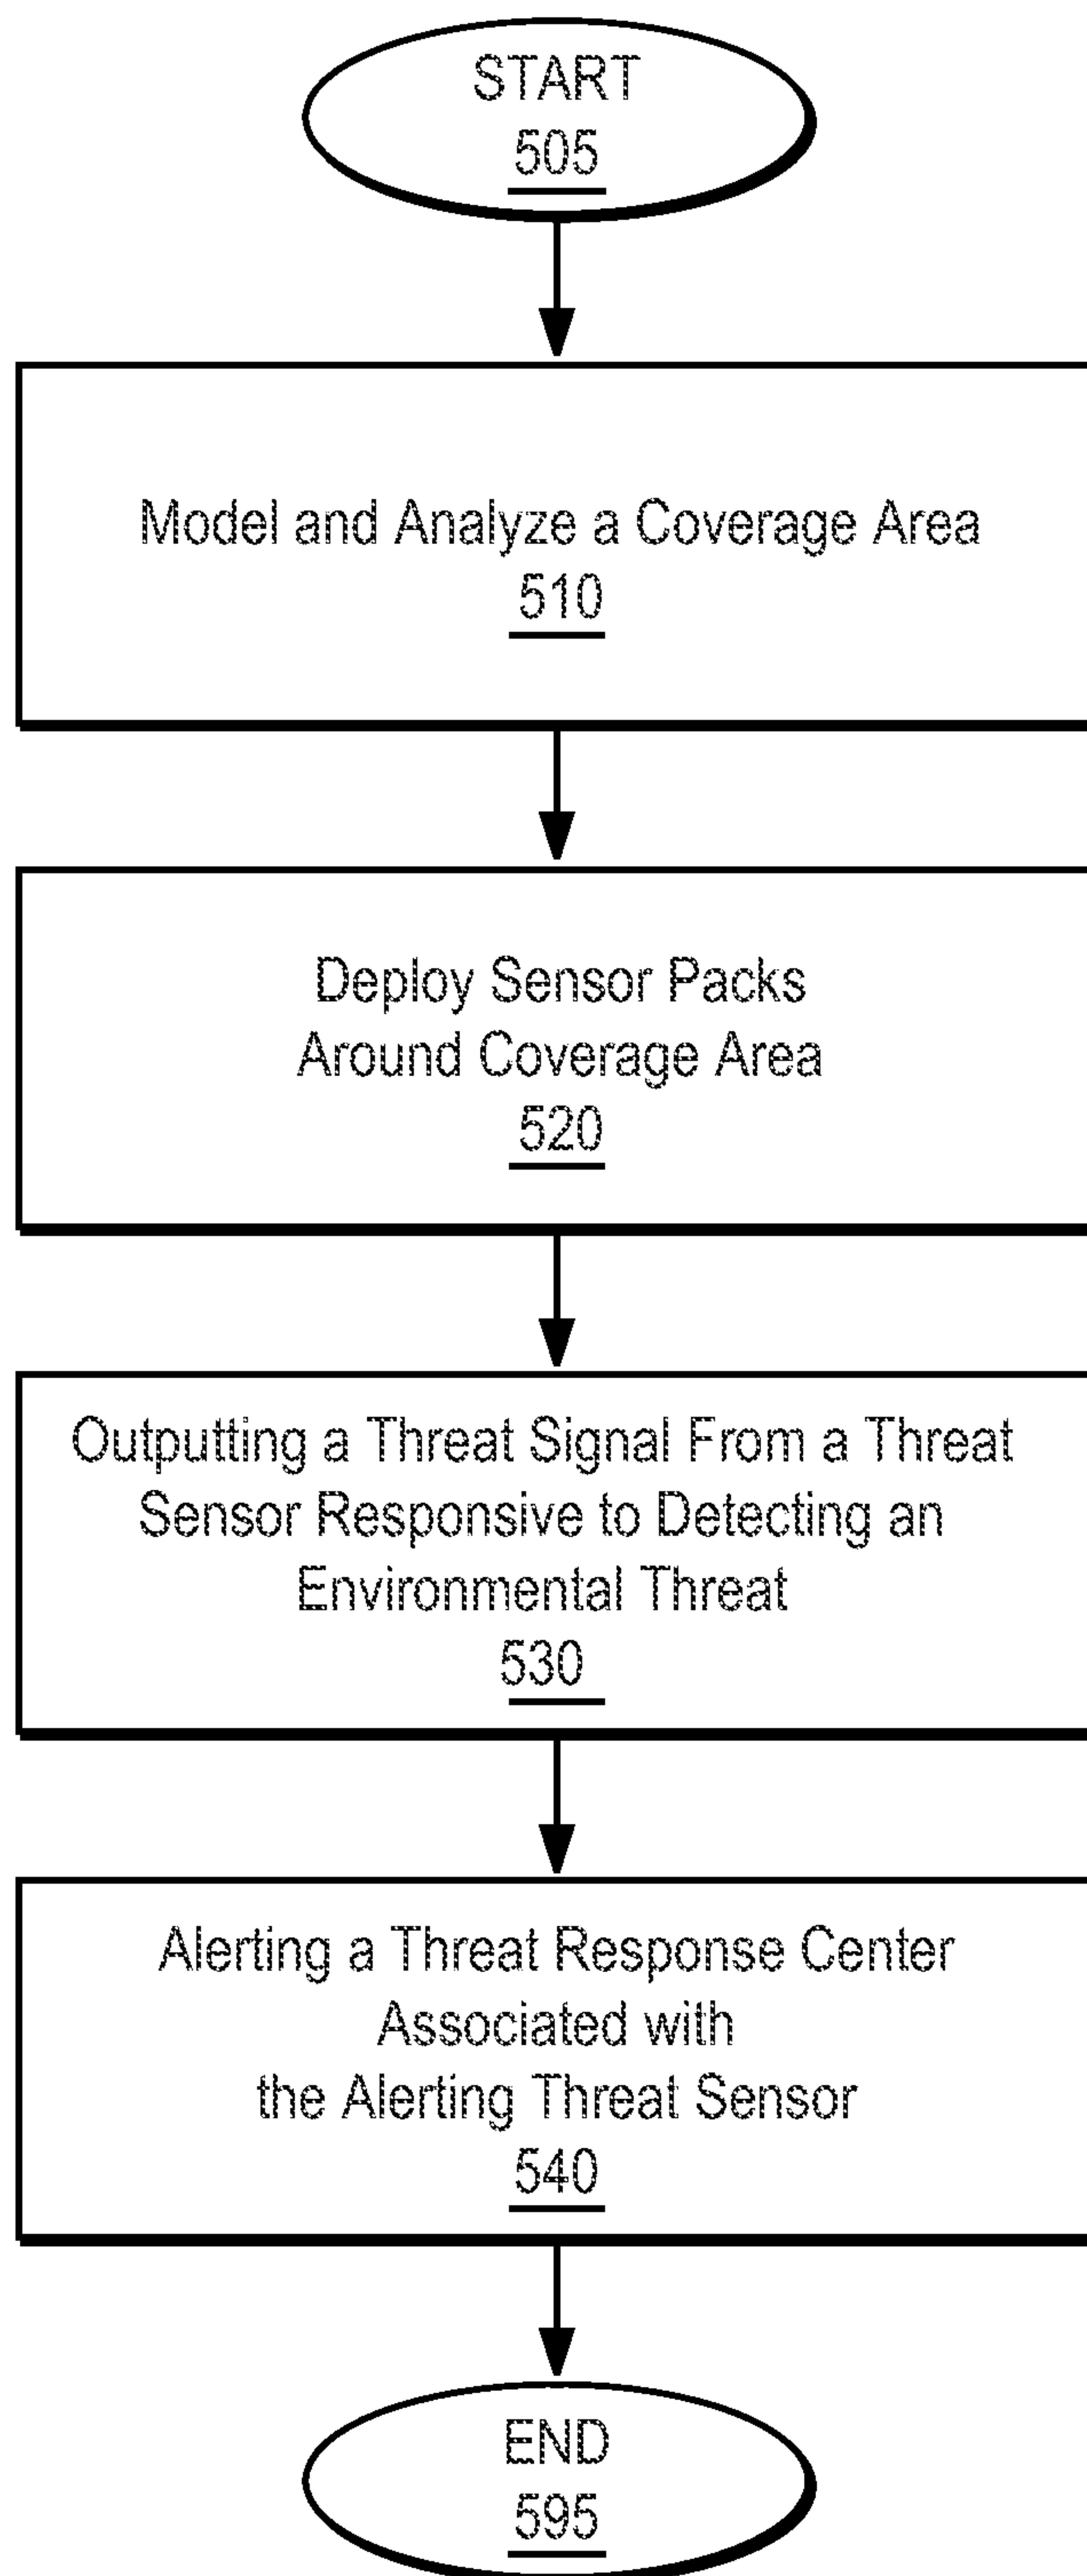 START
505
Model and Analyze a Coverage Area
510
Deploy Sensor Packs
Around Coverage Area
520
Outputting a Threat Signal From a Threat
Sensor Responsive to Detecting an
Environmental Threat
530
Alerting a Threat Response Center
Associated with
the Alerting Threat Sensor
540
END
595